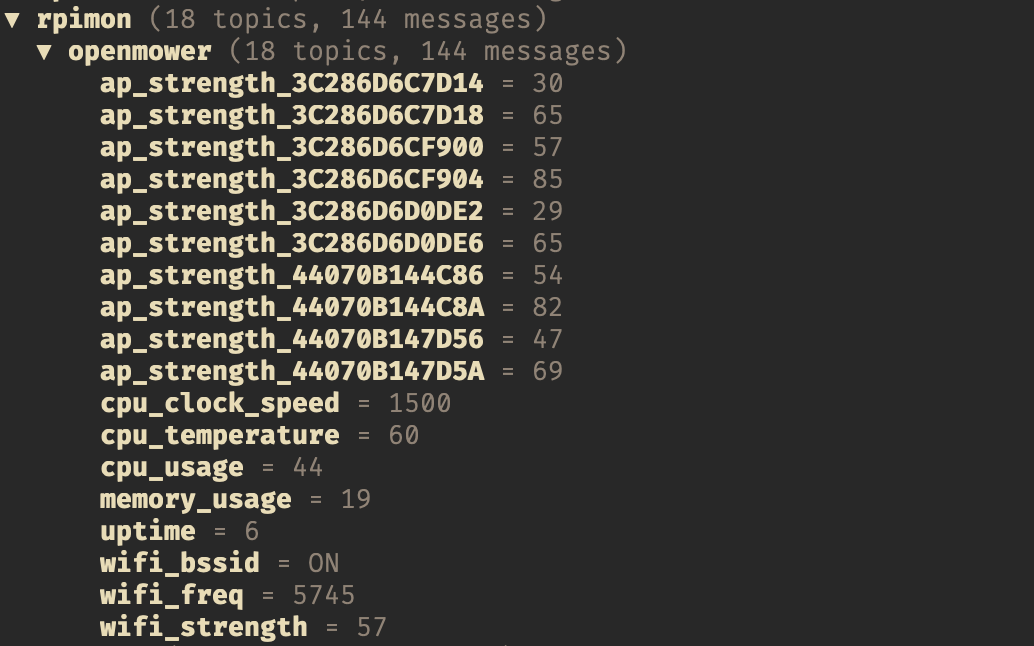 ▼ rpimon (18 topics, 144 messages)
▼ openmower (18 topics, 144 messages)
ap_strength_3C286D6C7D14 = 30
ap_strength_3C286D6C7D18 = 65
ap_strength_3C286D6CF900 = 57
ap_strength_3C286D6CF904 = 85
ap_strength_3C286D6D0DE2 = 29
ap_strength_3C286D6D0DE6 = 65
ap_strength_44070B144C86 = 54
ap_strength_44070B144C8A = 82
ap_strength_44070B147D56 = 47
ap_strength_44070B147D5A = 69
cpu_clock_speed = 1500
cpu_temperature = 60
cpu_usage = 44
memory_usage = 19
uptime = 6
wifi_bssid = ON
wifi_freq = 5745
wifi_strength = 57